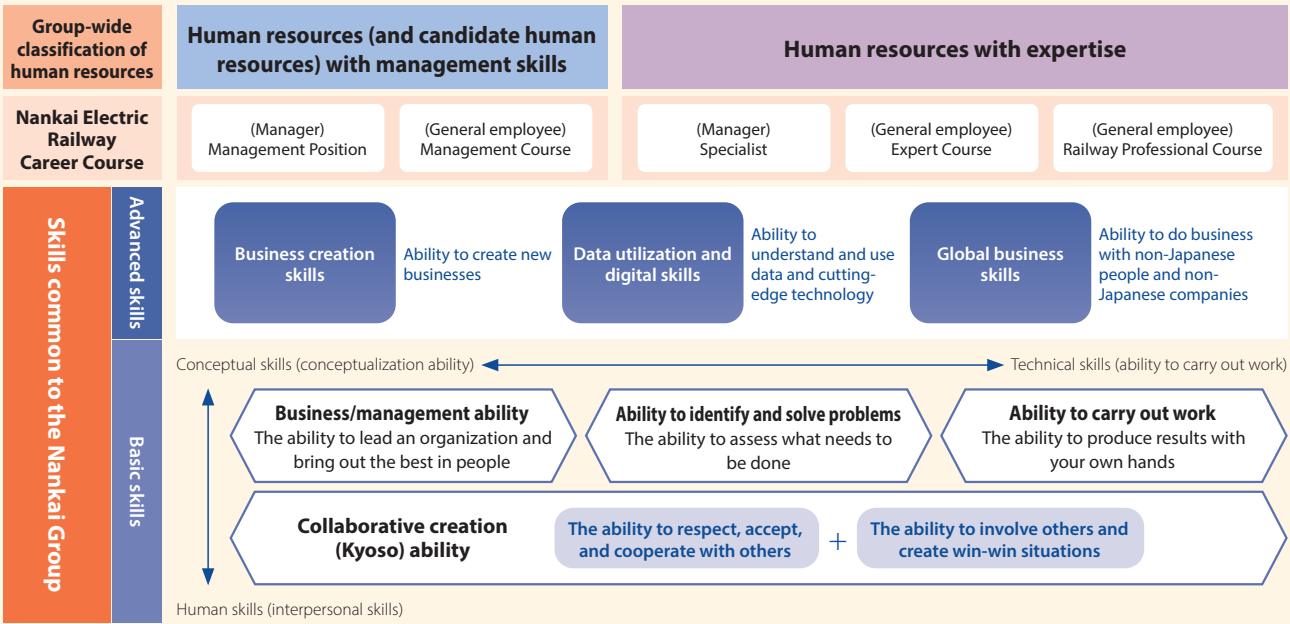 Group-wide
classification of
human resources
Human resources (and candidate human
resources) with management skills
Human resources with expertise
Nankai Electric
Railway
Career Course
(Manager)
Management Position
(General employee)
Management Course
(Manager)
Specialist
(General employee)
Expert Course
(General employee)
Railway Professional Course
Skills common to the Nankai Group
Advanced skills
Business creation
skills
Ability to create new
businesses
Data utilization and
digital skills
Ability to
understand and use
data and cutting-
edge technology
Global business
skills
Ability to do business
with non-Japanese
people and non-
Japanese companies
Basic skills
Conceptual skills (conceptualization ability)
Technical skills (ability to carry out work)
Business/management ability
The ability to lead an organization and
bring out the best in people
Ability to identify and solve problems
The ability to assess what needs to
be done
Ability to carry out work
The ability to produce results with
your own hands
Collaborative creation
(Kyoso) ability
The ability to respect, accept,
and cooperate with others
+
The ability to involve others and
create win-win situations
Human skills (interpersonal skills)